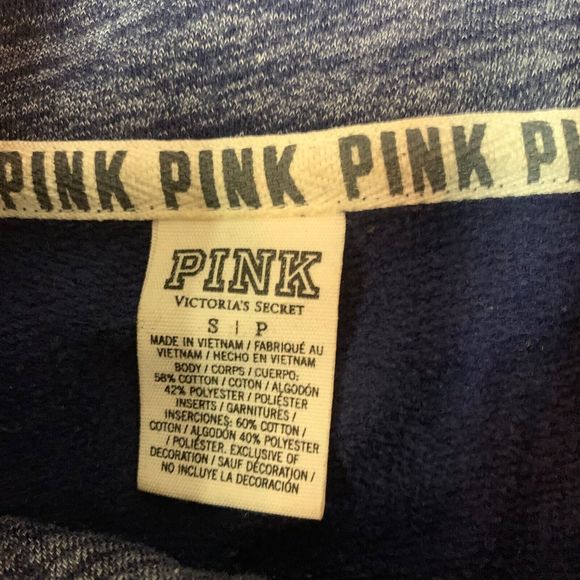 PINK PINK PINK PINK
PINK
VICTORIA'S SECRET
S | P
MADE IN VIETNAM / FABRIQUÉ AU
VIETNAM / HECHO EN VIETNAM
BODY / CORPS / CUERPO:
58% COTTON / COTON / ALGODÓN
42% POLYESTER / POLIÉSTER
INSERTS / GARNITURES /
INSERCIONES: 60% COTTON /
COTON / ALGODÓN 40% POLYESTER
/ POLIÉSTER. EXCLUSIVE OF
DECORATION / SAUF DÉCORATION /
NO INCLUYE LA DECORACIÓN